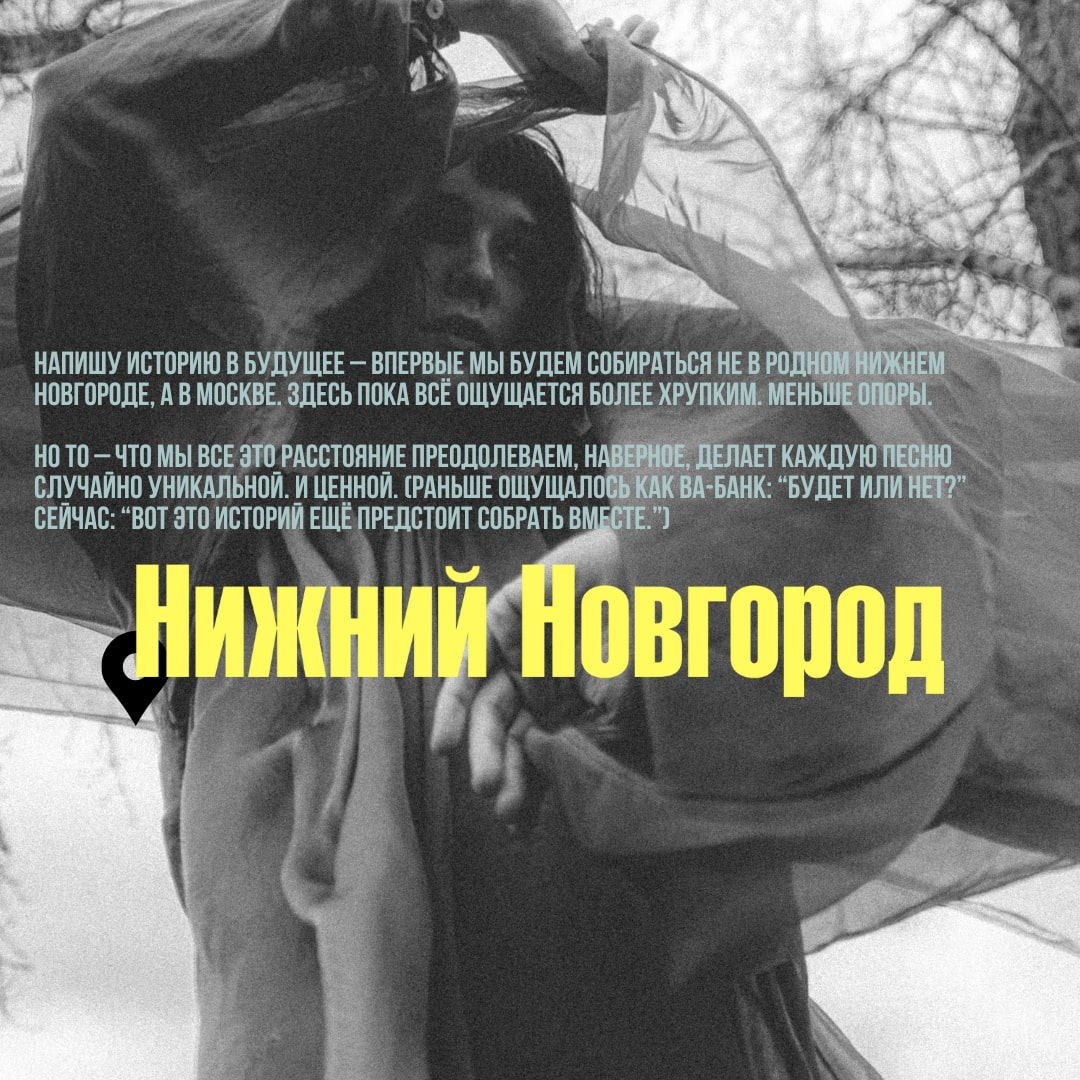 НАПИШУ ИСТОРИЮ В БУДУЩЕЕ – ВПЕРВЫЕ МЫ БУДЕМ СОБИРАТЬСЯ НЕ В РОДНОМ НИЖНЕМ
НОВГОРОДЕ, А В МОСКВЕ. ЗДЕСЬ ПОКА ВСЁ ОЩУЩАЕТСЯ БОЛЕЕ ХРУПКИМ. МЕНЬШЕ ОПОРЫ.
НО ТО – ЧТО МЫ ВСЕ ЭТО РАССТОЯНИЕ ПРЕОДОЛЕВАЕМ, НАВЕРНОЕ, ДЕЛАЕТ КАЖДУЮ ПЕСНЮ
СЛУЧАЙНО УНИКАЛЬНОЙ. И ЦЕННОЙ. (РАНЬШЕ ОЩУЩАЛОСЬ КАК ВА-БАНК: “БУДЕТ ИЛИ НЕТ?”
СЕЙЧАС: “ВОТ ЭТО ИСТОРИЙ ЕЩЁ ПРЕДСТОИТ СОБРАТЬ ВМЕСТЕ.”)
Нижний Новгород